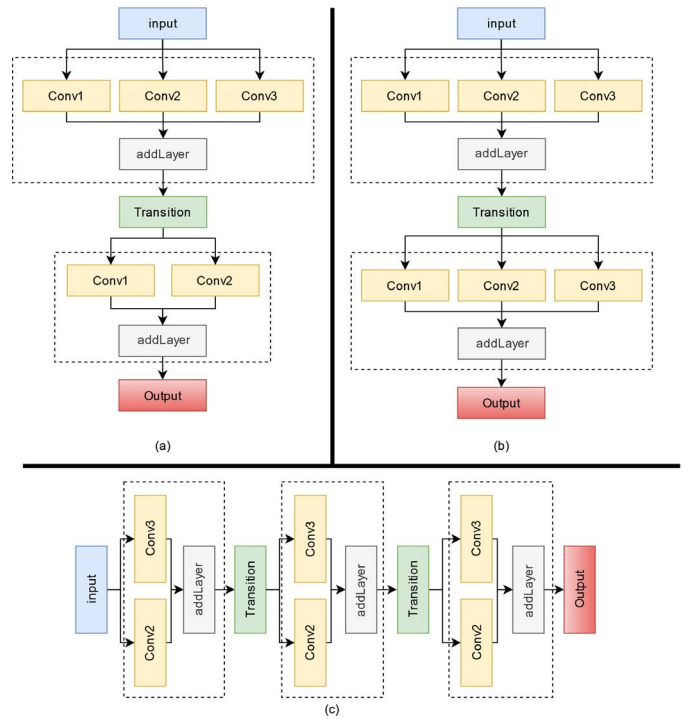 input
Conv1 Conv2 Conv3
addLayer
Transition
Conv1 Conv2
addLayer
Output
(a)
input
Conv1 Conv2 Conv3
addLayer
Transition
Conv1 Conv2 Conv3
addLayer
Output
(b)
input
Conv3
Conv2
addLayer
Transition
Conv3
Conv2
addLayer
Transition
Conv3
Conv2
addLayer
Output
(c)